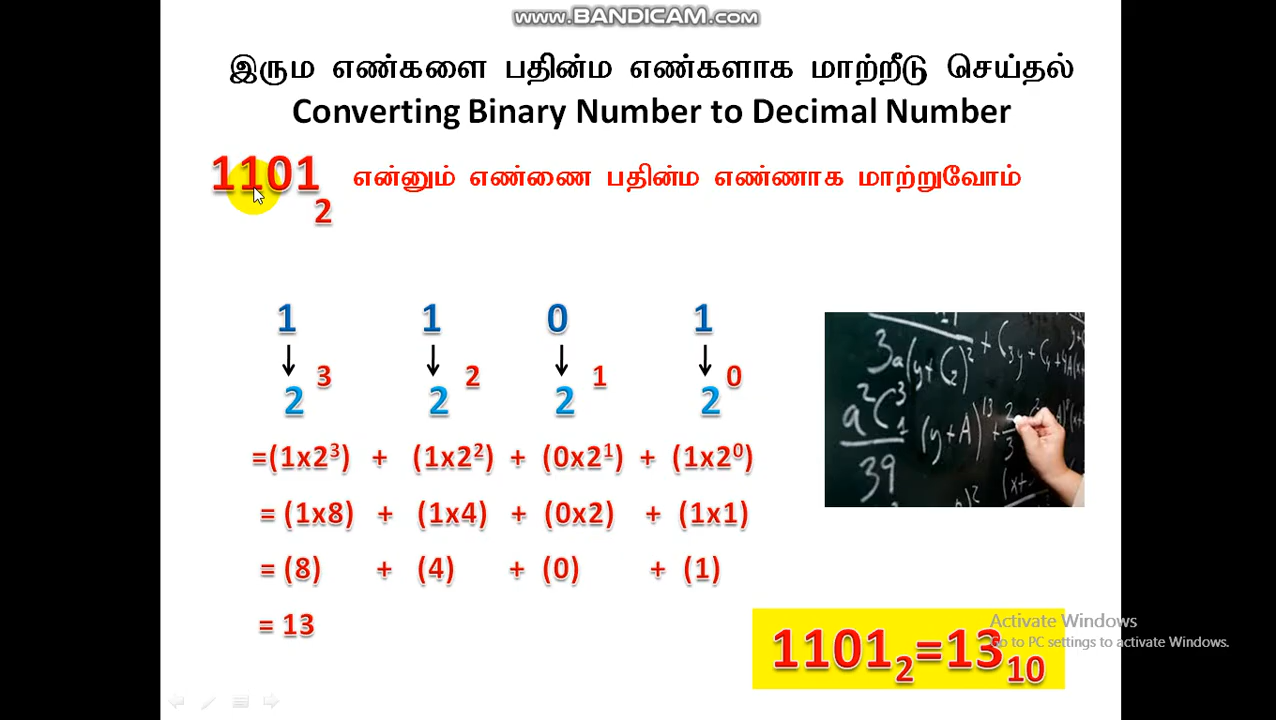 www.BANDICAM.com
இரும எண்களை பதின்ம எண்களாக மாற்றீடு செய்தல்
Converting Binary Number to Decimal Number
1101₂ என்னும் எண்ணை பதின்ம எண்ணாக மாற்றுவோம்
1 1 0 1
2³ 2² 2¹ 2⁰
=(1x2³) + (1x2²) + (0x2¹) + (1x2⁰)
= (1x8) + (1x4) + (0x2) + (1x1)
= (8) + (4) + (0) + (1)
= 13
1101₂=13₁₀
Activate Windows
Go to PC settings to activate Windows.